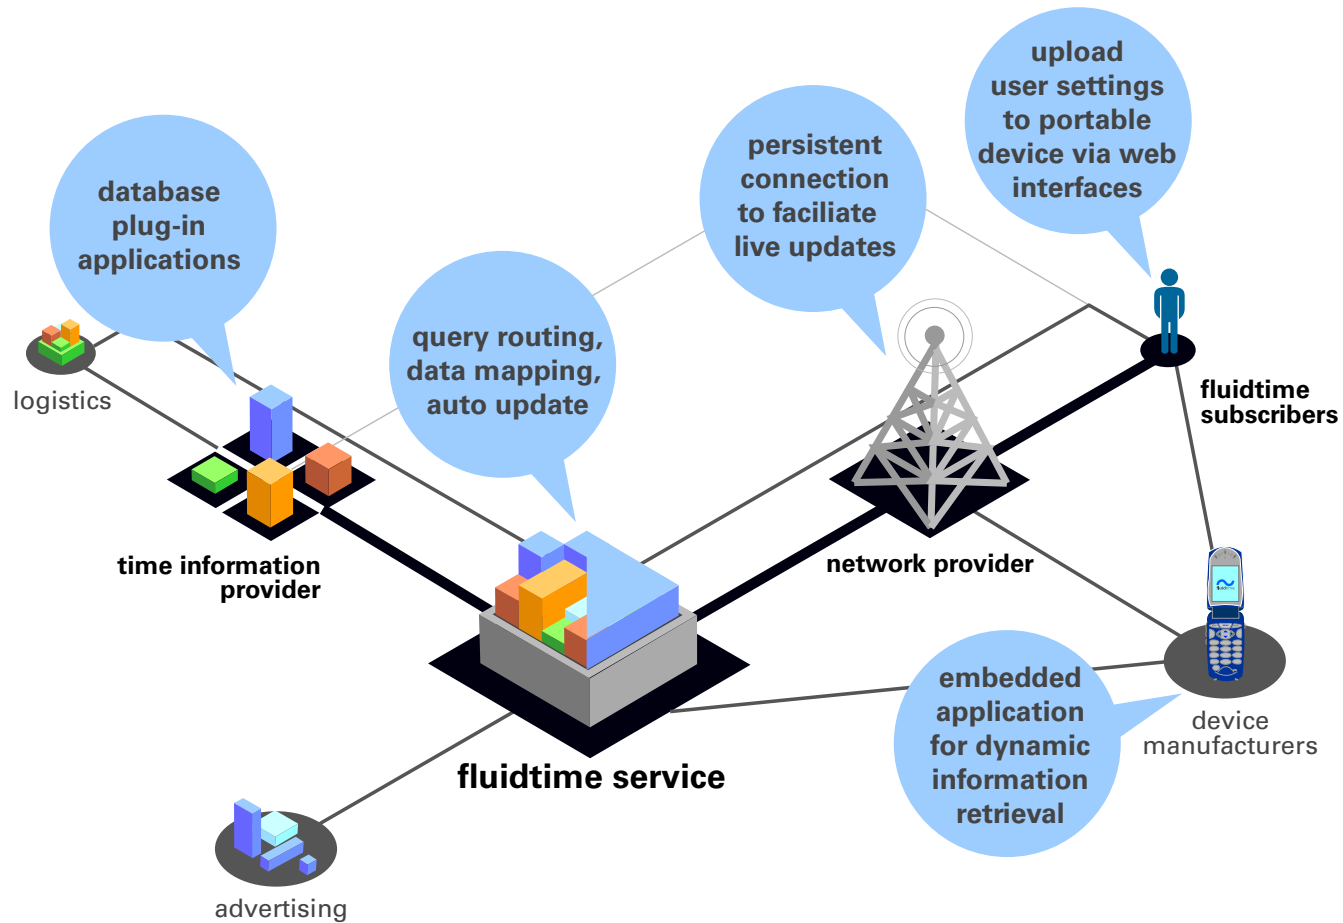 upload
user settings
to portable
device via web
interfaces
persistent
connection
to faciliate
live updates
database
plug-in
applications
query routing,
data mapping,
auto update
logistics
fluidtime
subscribers
time information
provider
network provider
fluidtime
embedded
application
for dynamic
information
retrieval
device
manufacturers
fluidtime service
advertising